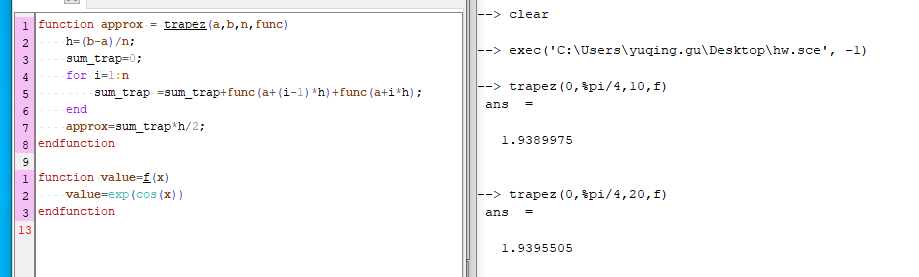 1 function approx = trapez(a,b,n,func)
2 h=(b-a)/n;
3 sum_trap=0;
4 for i=1:n
5 sum_trap =sum_trap+func(a+(i-1)*h)+func(a+i*h);
6 end
7 approx=sum_trap*h/2;
8 endfunction
9
1 function value=f(x)
2 value=exp(cos(x))
3 endfunction
13
--> clear
--> exec('C:\Users\yuqing.gu\Desktop\hw.sce', -1)
--> trapez(0,%pi/4,10,f)
ans =
1.9389975
--> trapez(0,%pi/4,20,f)
ans =
1.9395505